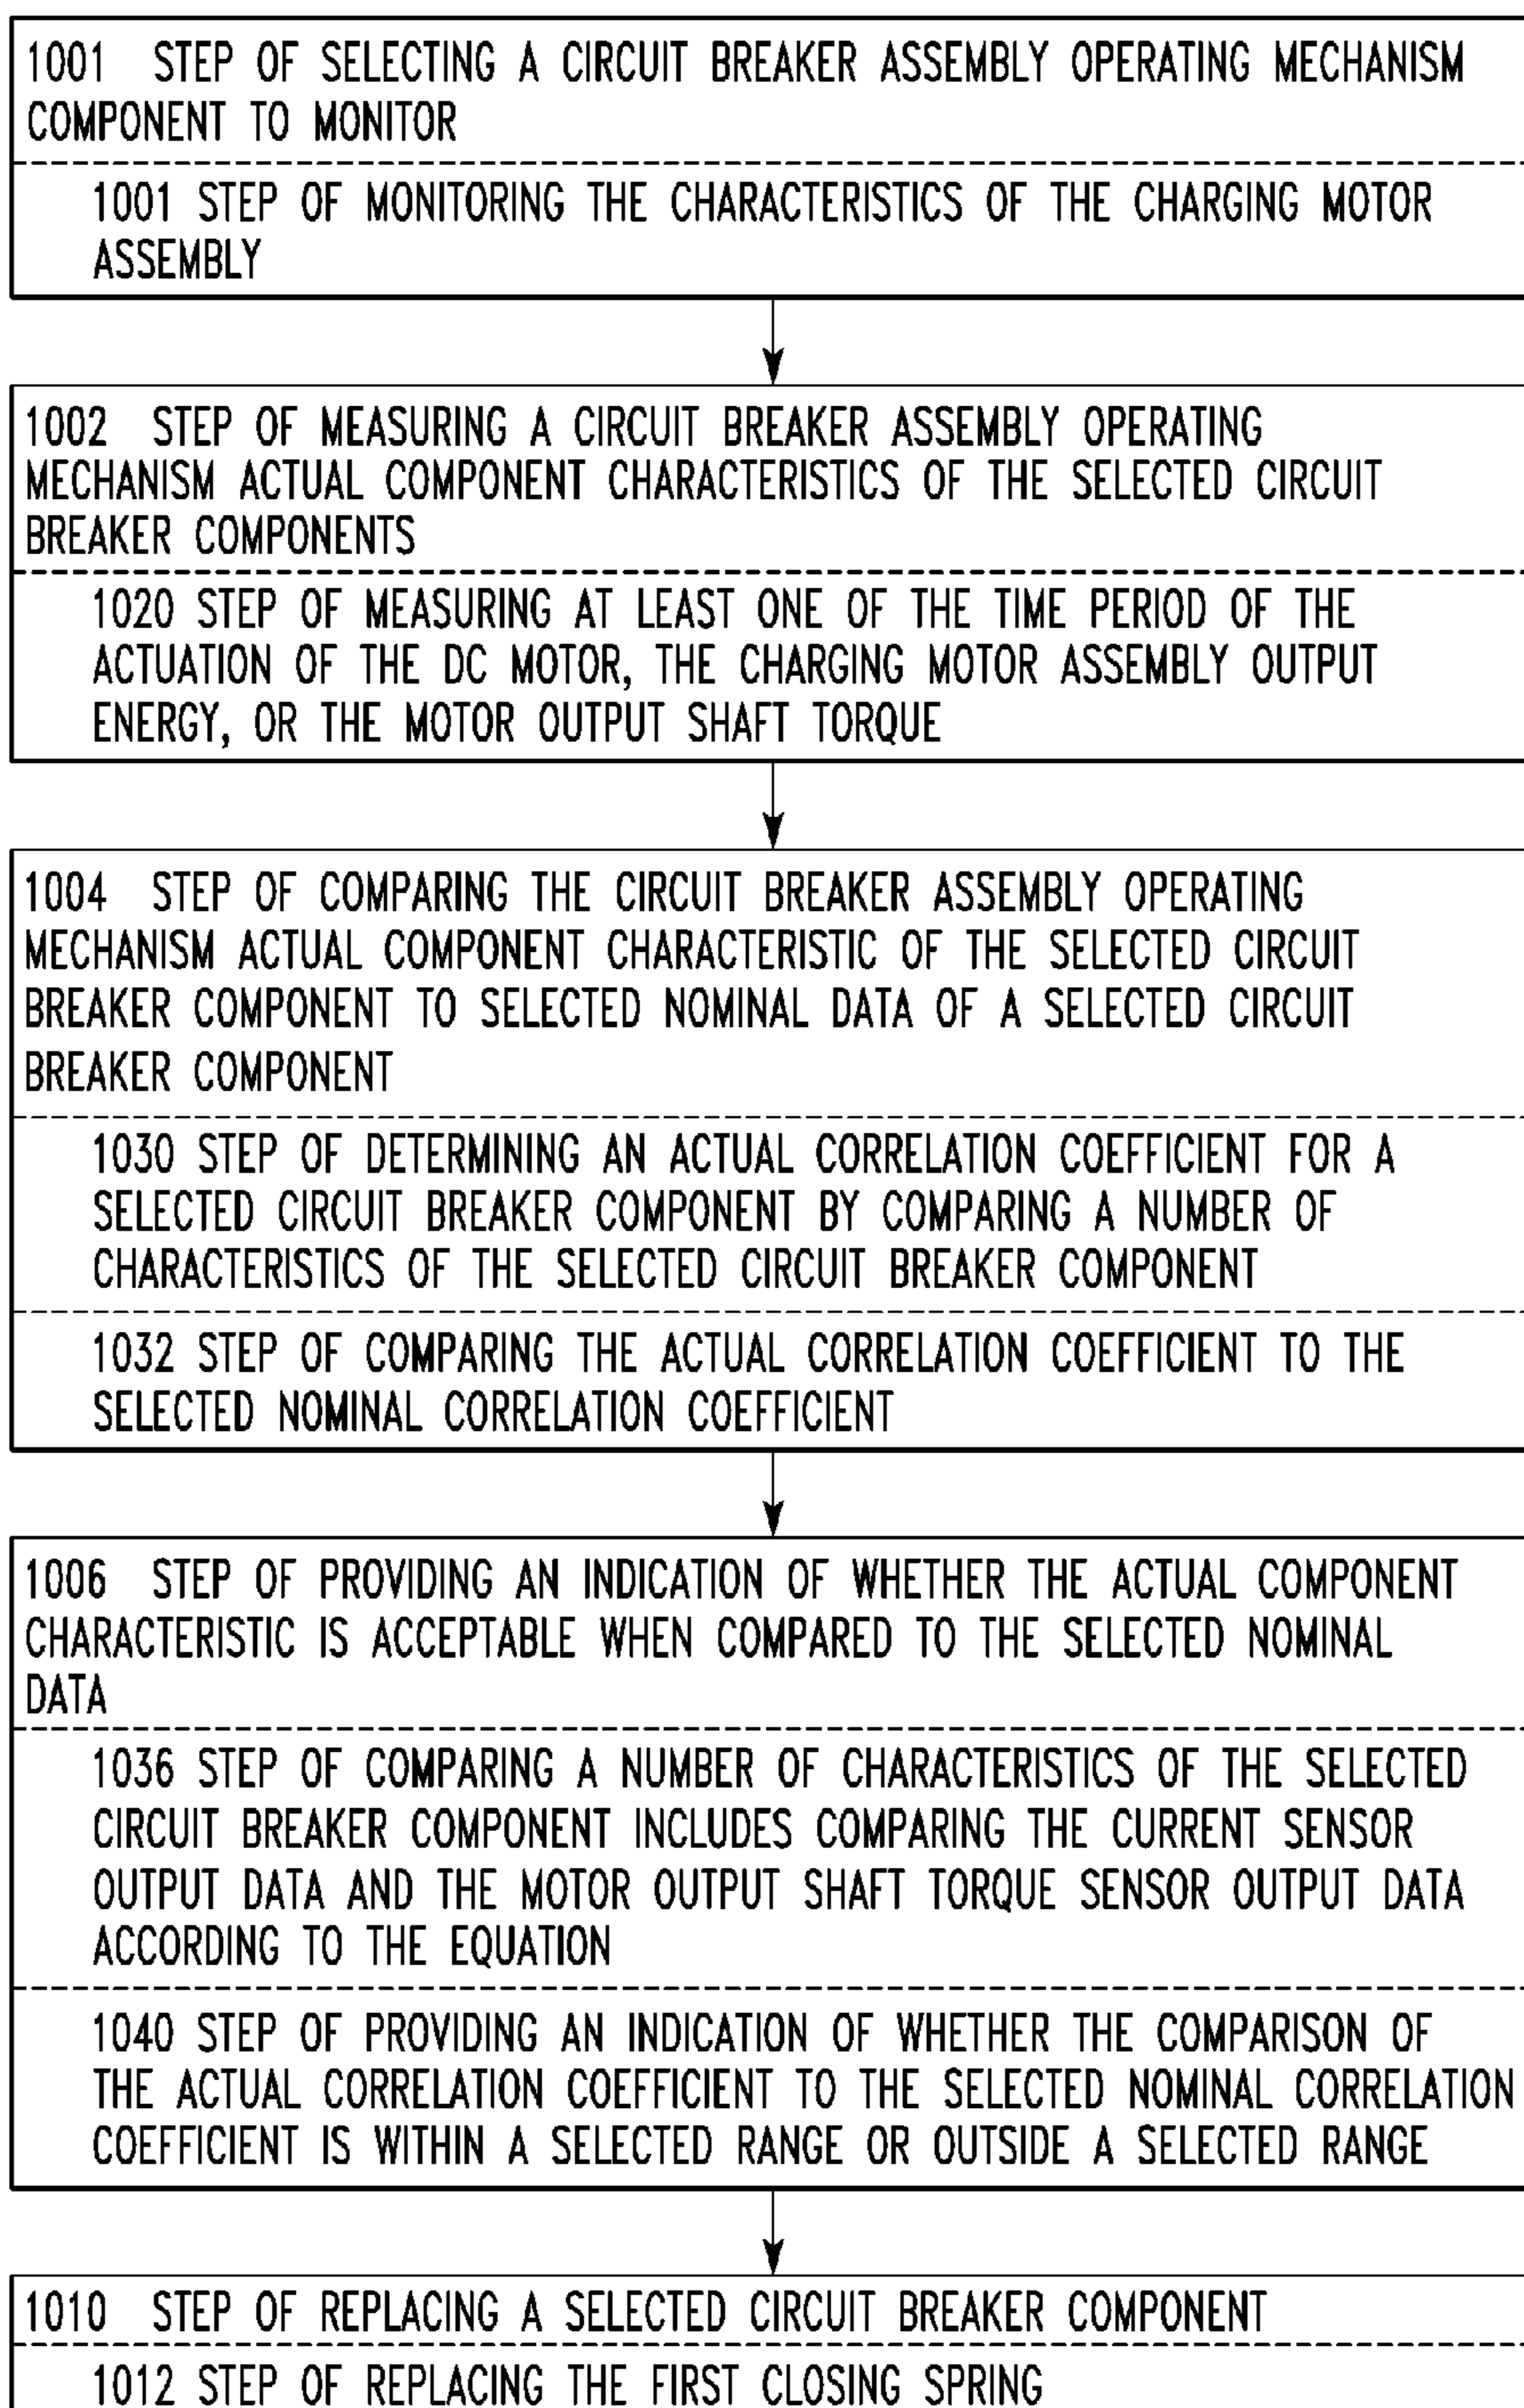 1001 STEP OF SELECTING A CIRCUIT BREAKER ASSEMBLY OPERATING MECHANISM
COMPONENT TO MONITOR
1001 STEP OF MONITORING THE CHARACTERISTICS OF THE CHARGING MOTOR
ASSEMBLY
1002 STEP OF MEASURING A CIRCUIT BREAKER ASSEMBLY OPERATING
MECHANISM ACTUAL COMPONENT CHARACTERISTICS OF THE SELECTED CIRCUIT
BREAKER COMPONENTS
1020 STEP OF MEASURING AT LEAST ONE OF THE TIME PERIOD OF THE
ACTUATION OF THE DC MOTOR, THE CHARGING MOTOR ASSEMBLY OUTPUT
ENERGY, OR THE MOTOR OUTPUT SHAFT TORQUE
1004 STEP OF COMPARING THE CIRCUIT BREAKER ASSEMBLY OPERATING
MECHANISM ACTUAL COMPONENT CHARACTERISTIC OF THE SELECTED CIRCUIT
BREAKER COMPONENT TO SELECTED NOMINAL DATA OF A SELECTED CIRCUIT
BREAKER COMPONENT
1030 STEP OF DETERMINING AN ACTUAL CORRELATION COEFFICIENT FOR A
SELECTED CIRCUIT BREAKER COMPONENT BY COMPARING A NUMBER OF
CHARACTERISTICS OF THE SELECTED CIRCUIT BREAKER COMPONENT
1032 STEP OF COMPARING THE ACTUAL CORRELATION COEFFICIENT TO THE
SELECTED NOMINAL CORRELATION COEFFICIENT
1006 STEP OF PROVIDING AN INDICATION OF WHETHER THE ACTUAL COMPONENT
CHARACTERISTIC IS ACCEPTABLE WHEN COMPARED TO THE SELECTED NOMINAL
DATA
1036 STEP OF COMPARING A NUMBER OF CHARACTERISTICS OF THE SELECTED
CIRCUIT BREAKER COMPONENT INCLUDES COMPARING THE CURRENT SENSOR
OUTPUT DATA AND THE MOTOR OUTPUT SHAFT TORQUE SENSOR OUTPUT DATA
ACCORDING TO THE EQUATION
1040 STEP OF PROVIDING AN INDICATION OF WHETHER THE COMPARISON OF
THE ACTUAL CORRELATION COEFFICIENT TO THE SELECTED NOMINAL CORRELATION
COEFFICIENT IS WITHIN A SELECTED RANGE OR OUTSIDE A SELECTED RANGE
1010 STEP OF REPLACING A SELECTED CIRCUIT BREAKER COMPONENT
1012 STEP OF REPLACING THE FIRST CLOSING SPRING